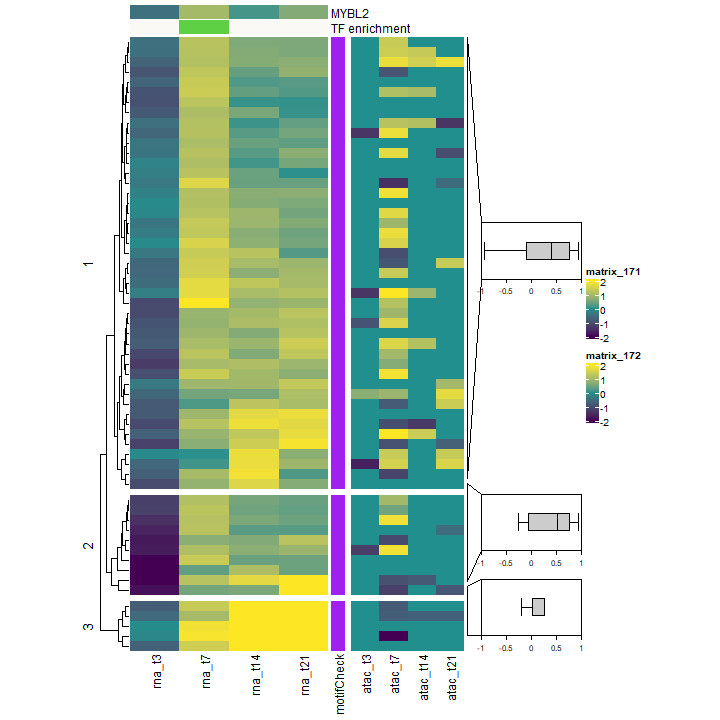 MYBL2
TF enrichment
1
2
3
-1 -0.5 0 0.5 1
-1 -0.5 0 0.5 1
-1 -0.5 0 0.5 1
matrix_171
2
1
0
-1
-2
matrix_172
2
1
0
-1
-2
rna_t3
rna_t7
rna_t14
rna_t21
motifCheck
atac_t3
atac_t7
atac_t14
atac_t21